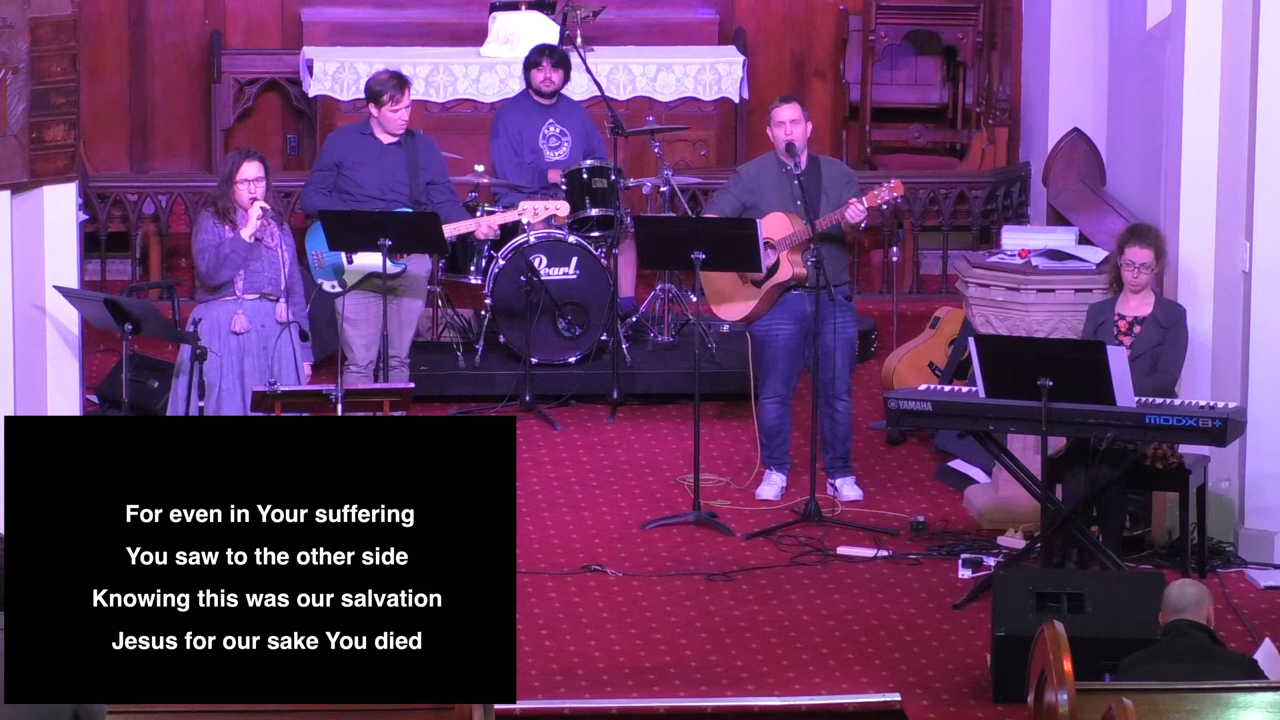 Pearl
YAMAHA
MODX8+
For even in Your suffering
You saw to the other side
Knowing this was our salvation
Jesus for our sake You died